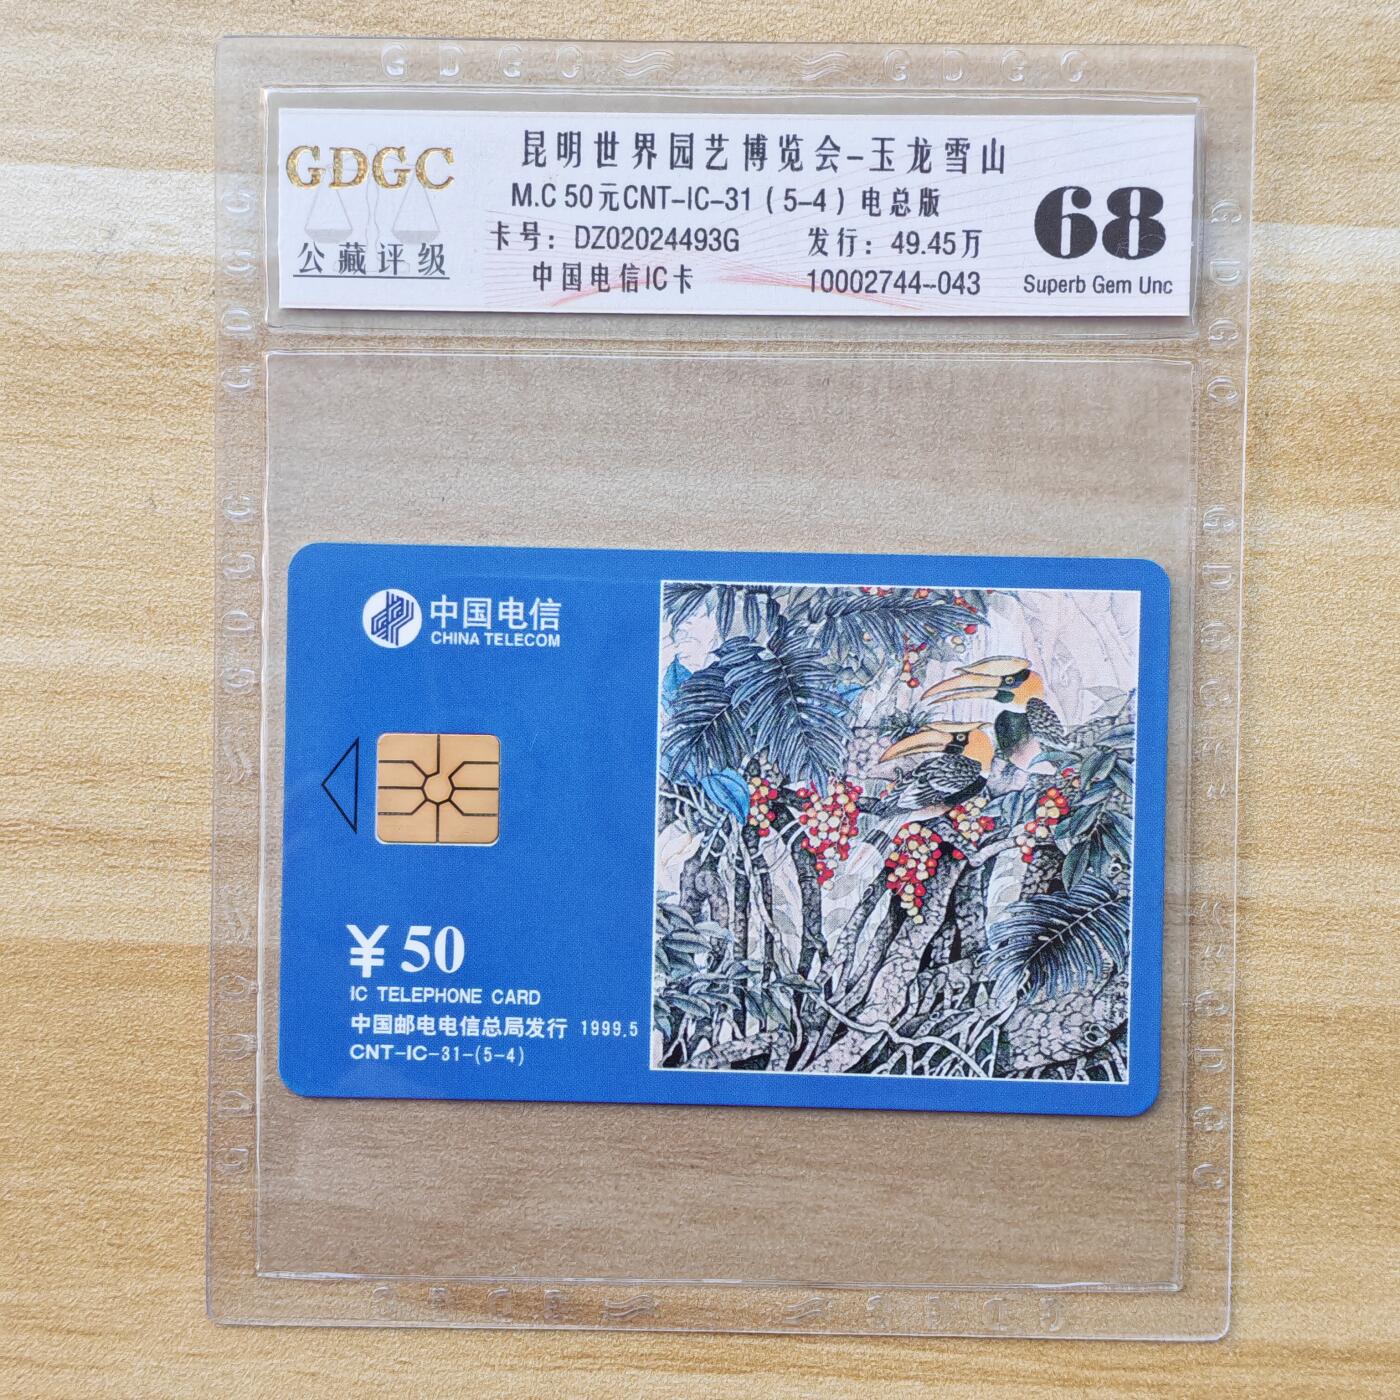 GDGC GDGC
GDGC
公藏评级
昆明世界园艺博览会-玉龙雪山
M.C 50元CNT-IC-31（5-4）电总版
卡号：DZ02024493G 发行：49.45万
中国电信IC卡 10002744-043
68
Superb Gem Unc
中国电信
CHINA TELECOM
¥50
IC TELEPHONE CARD
中国邮电电信总局发行 1999.5
CNT-IC-31-(5-4)